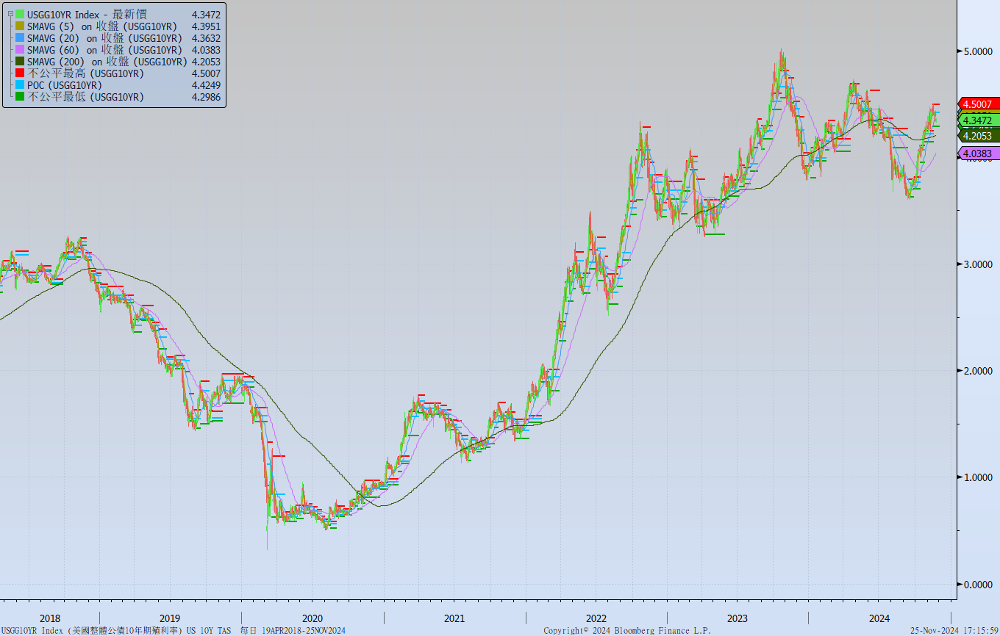 USGG10YR Index - 最新價 4.3472
SMAVG (5) on 收盤 (USGG10YR) 4.3951
SMAVG (20) on 收盤 (USGG10YR) 4.3632
SMAVG (60) on 收盤 (USGG10YR) 4.0383
SMAVG (200) on 收盤 (USGG10YR) 4.2053
不公平最高 (USGG10YR) 4.5007
POC (USGG10YR) 4.4249
不公平最低 (USGG10YR) 4.2986
5.0000
4.5007
4.3472
4.2053
4.0383
3.0000
2.0000
1.0000
0.0000
2018 2019 2020 2021 2022 2023 2024
USGG10YR Index (美國整體公債10年期殖利率) US 10Y TAS 每日 19APR2018-25NOV2024 Copyright© 2024 Bloomberg Finance L.P. 25-Nov-2024 17:15:59